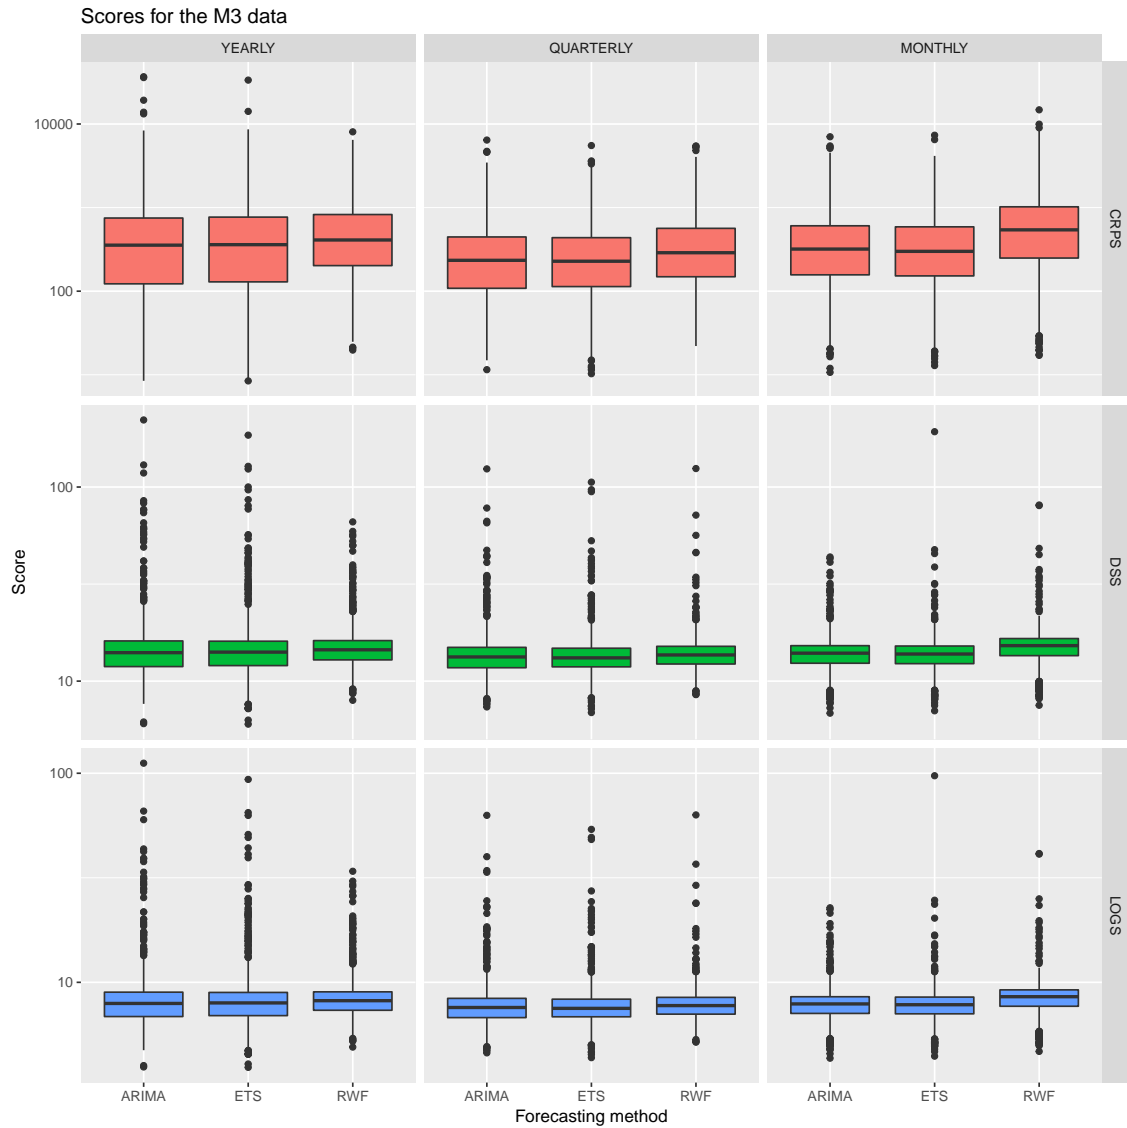 Scores for the M3 data
YEARLY
QUARTERLY
MONTHLY
10000
100
CRPS
100
10
DSS
100
10
LOGS
Score
ARIMA
ETS
RWF
ARIMA
ETS
RWF
ARIMA
ETS
RWF
Forecasting method